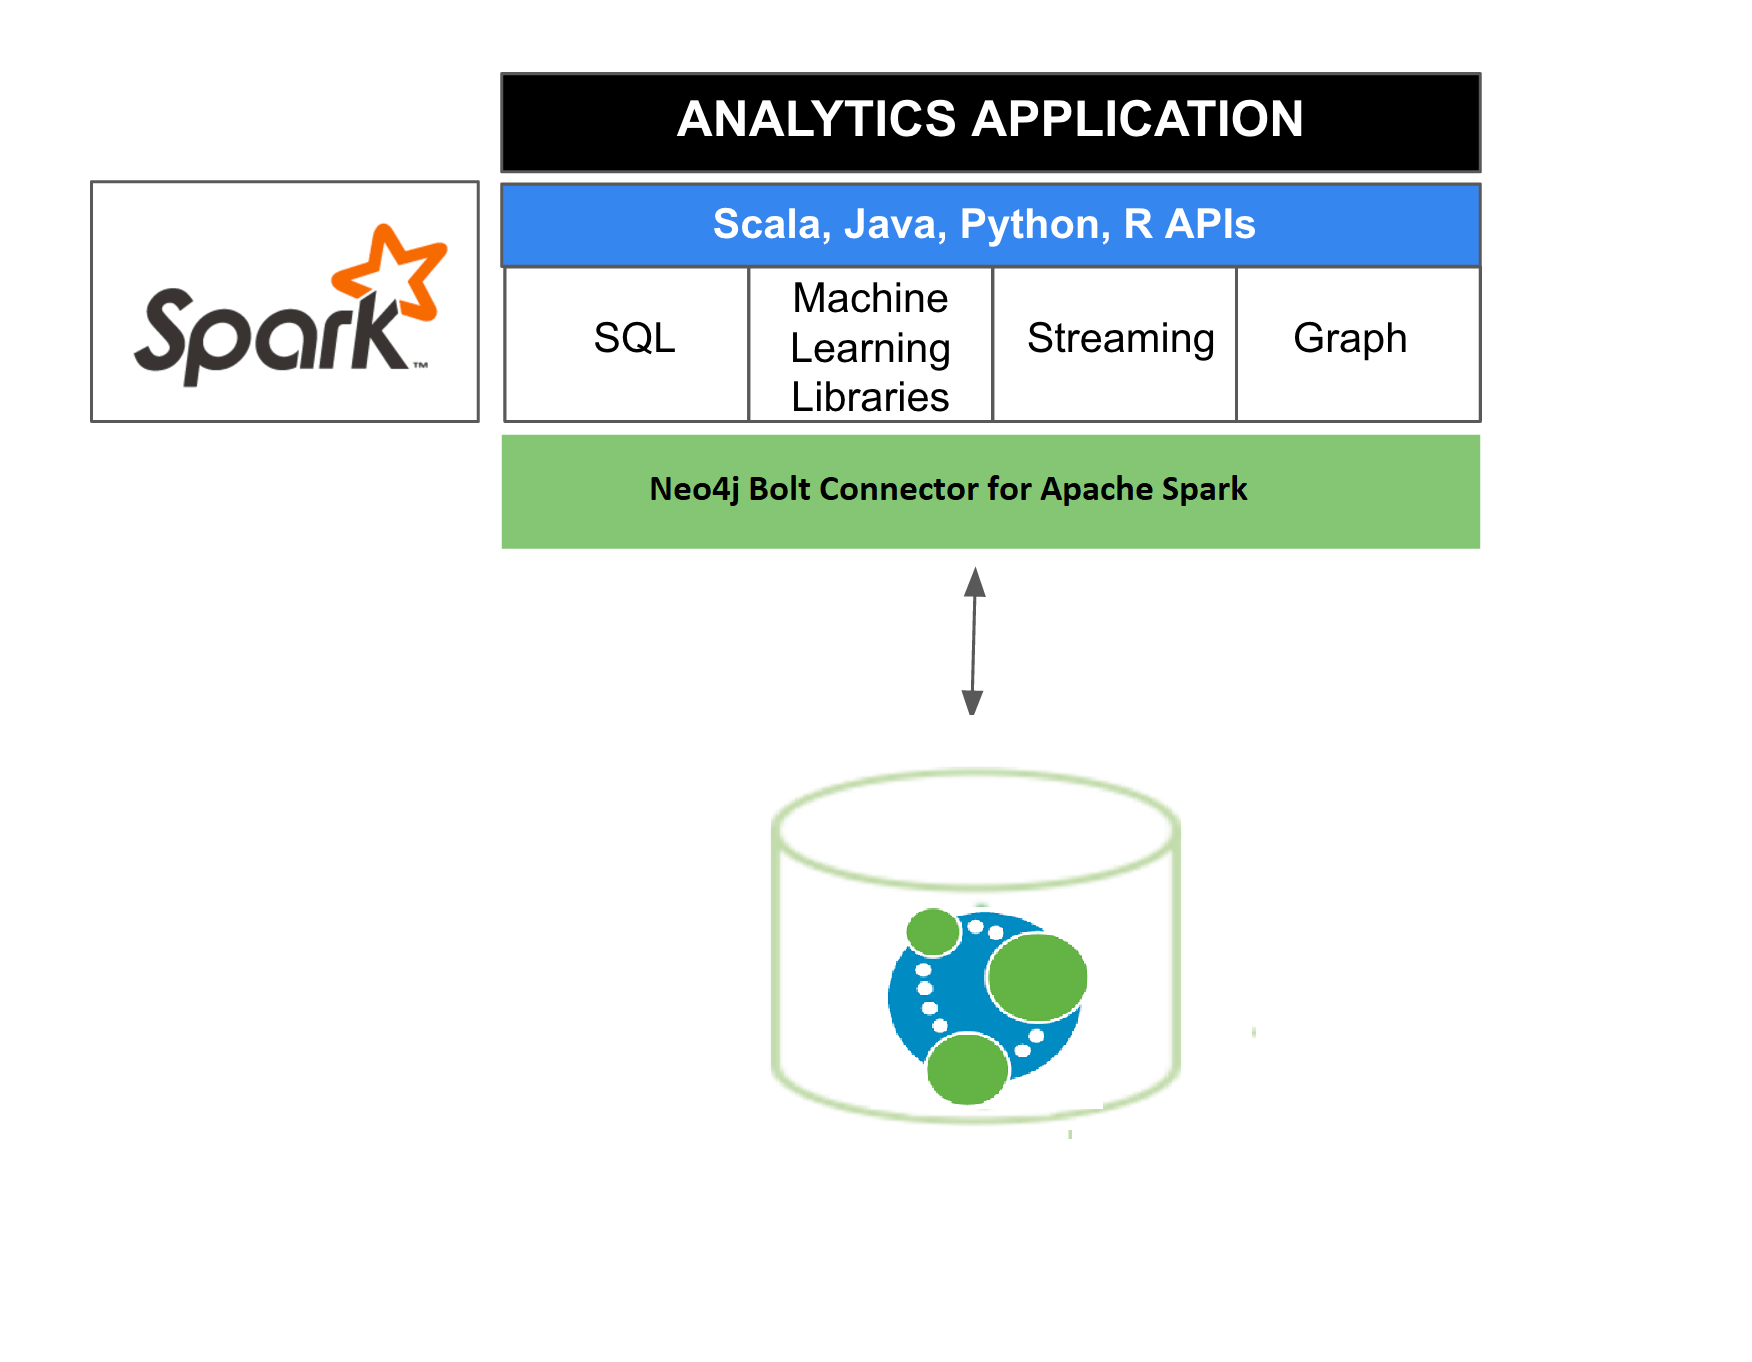 ANALYTICS APPLICATION
Spark™
Scala, Java, Python, R APIs
SQL
Machine
Learning
Libraries
Streaming
Graph
Neo4j Bolt Connector for Apache Spark